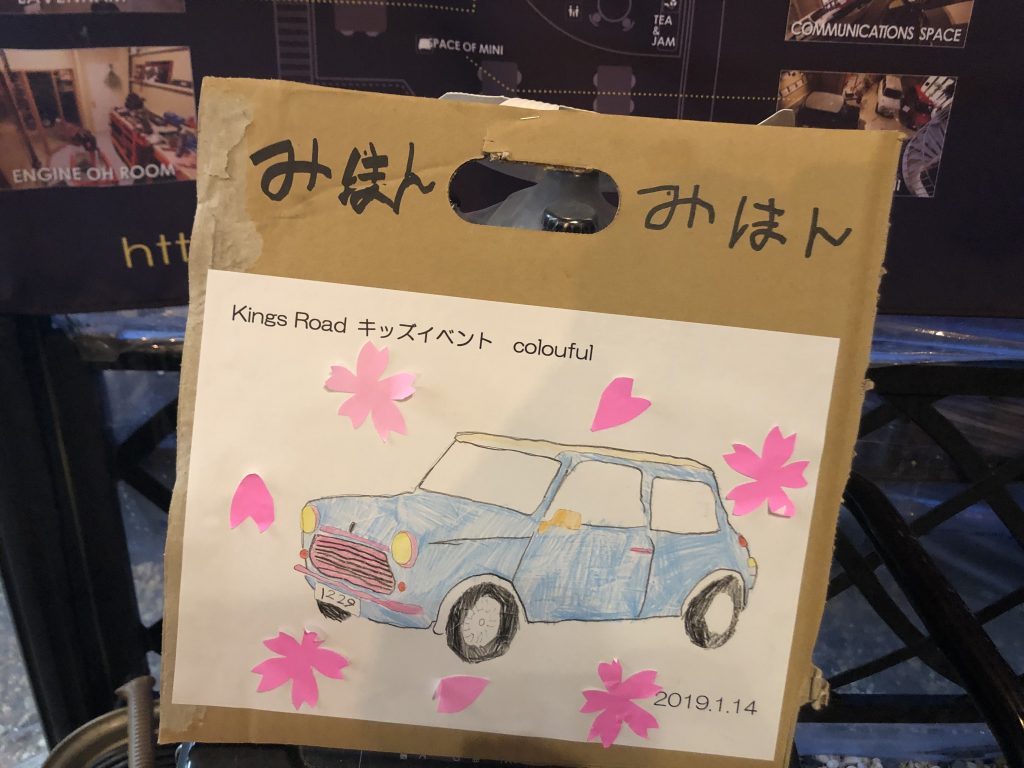 TEA
&
JAM
COMMUNICATIONS SPACE
SPACE OF MINI
ENGINE OH ROOM
htt
みほん みほん
Kings Road キッズイベント colouful
1229
2019.1.14